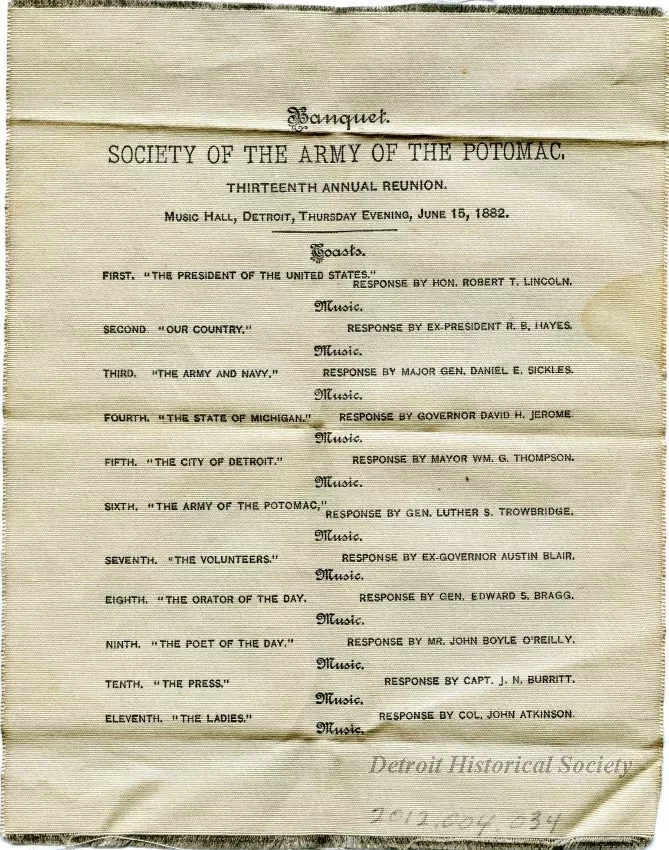 Banquet.
SOCIETY OF THE ARMY OF THE POTOMAC.
THIRTEENTH ANNUAL REUNION.
MUSIC HALL, DETROIT, THURSDAY EVENING, JUNE 15, 1882.
Toasts.
FIRST. "THE PRESIDENT OF THE UNITED STATES."
RESPONSE BY HON. ROBERT T. LINCOLN.
Music.
SECOND. "OUR COUNTRY." RESPONSE BY EX-PRESIDENT R. B. HAYES.
Music.
THIRD. "THE ARMY AND NAVY." RESPONSE BY MAJOR GEN. DANIEL E. SICKLES.
Music.
FOURTH. "THE STATE OF MICHIGAN." RESPONSE BY GOVERNOR DAVID H. JEROME
Music.
FIFTH. "THE CITY OF DETROIT." RESPONSE BY MAYOR WM. G. THOMPSON.
Music.
SIXTH. "THE ARMY OF THE POTOMAC,"
RESPONSE BY GEN. LUTHER S. TROWBRIDGE.
Music.
SEVENTH. "THE VOLUNTEERS." RESPONSE BY EX-GOVERNOR AUSTIN BLAIR.
Music.
EIGHTH. "THE ORATOR OF THE DAY. RESPONSE BY GEN. EDWARD S. BRAGG.
Music.
NINTH. "THE POET OF THE DAY." RESPONSE BY MR. JOHN BOYLE O'REILLY.
Music.
TENTH. "THE PRESS." RESPONSE BY CAPT. J. N. BURRITT.
Music.
ELEVENTH. "THE LADIES." RESPONSE BY COL. JOHN ATKINSON.
Music.
Detroit Historical Society
2012.004.034